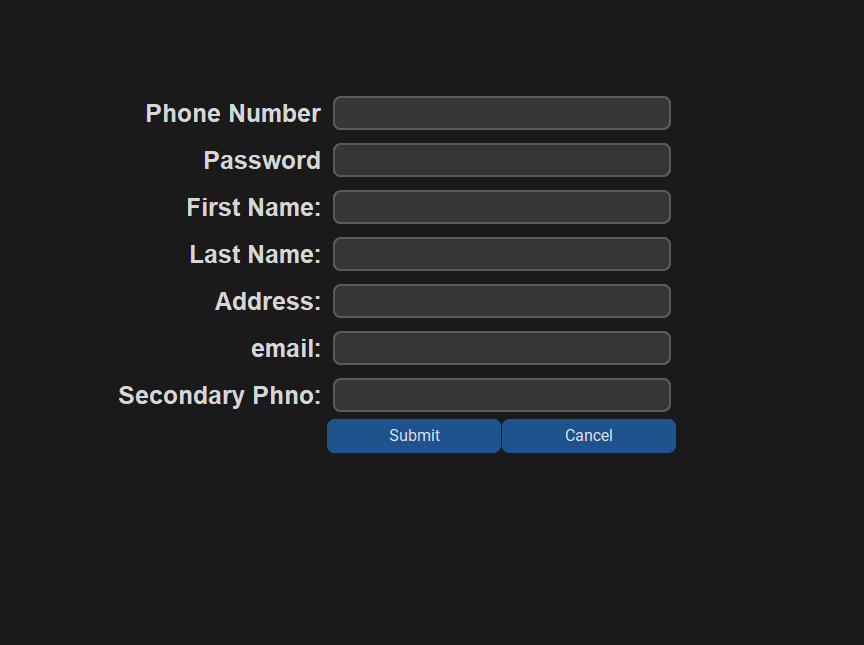 Phone Number
Password
First Name:
Last Name:
Address:
email:
Secondary Phno:
Submit Cancel